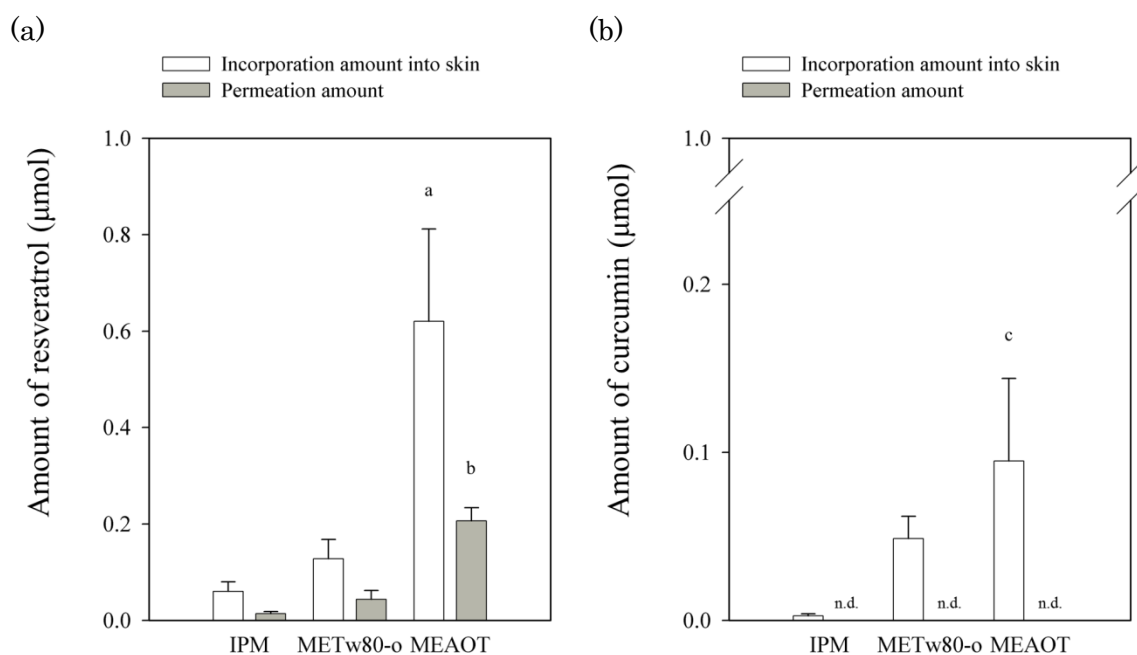 (a)
Incorporation amount into skin
Permeation amount
Amount of resveratrol (μmol)
1.0
0.8
0.6
0.4
0.2
0.0
a
b
IPM METw80-o MEAOT
(b)
Incorporation amount into skin
Permeation amount
Amount of curcumin (μmol)
1.0
0.2
0.1
0.0
c
n.d. n.d. n.d.
IPM METw80-o MEAOT